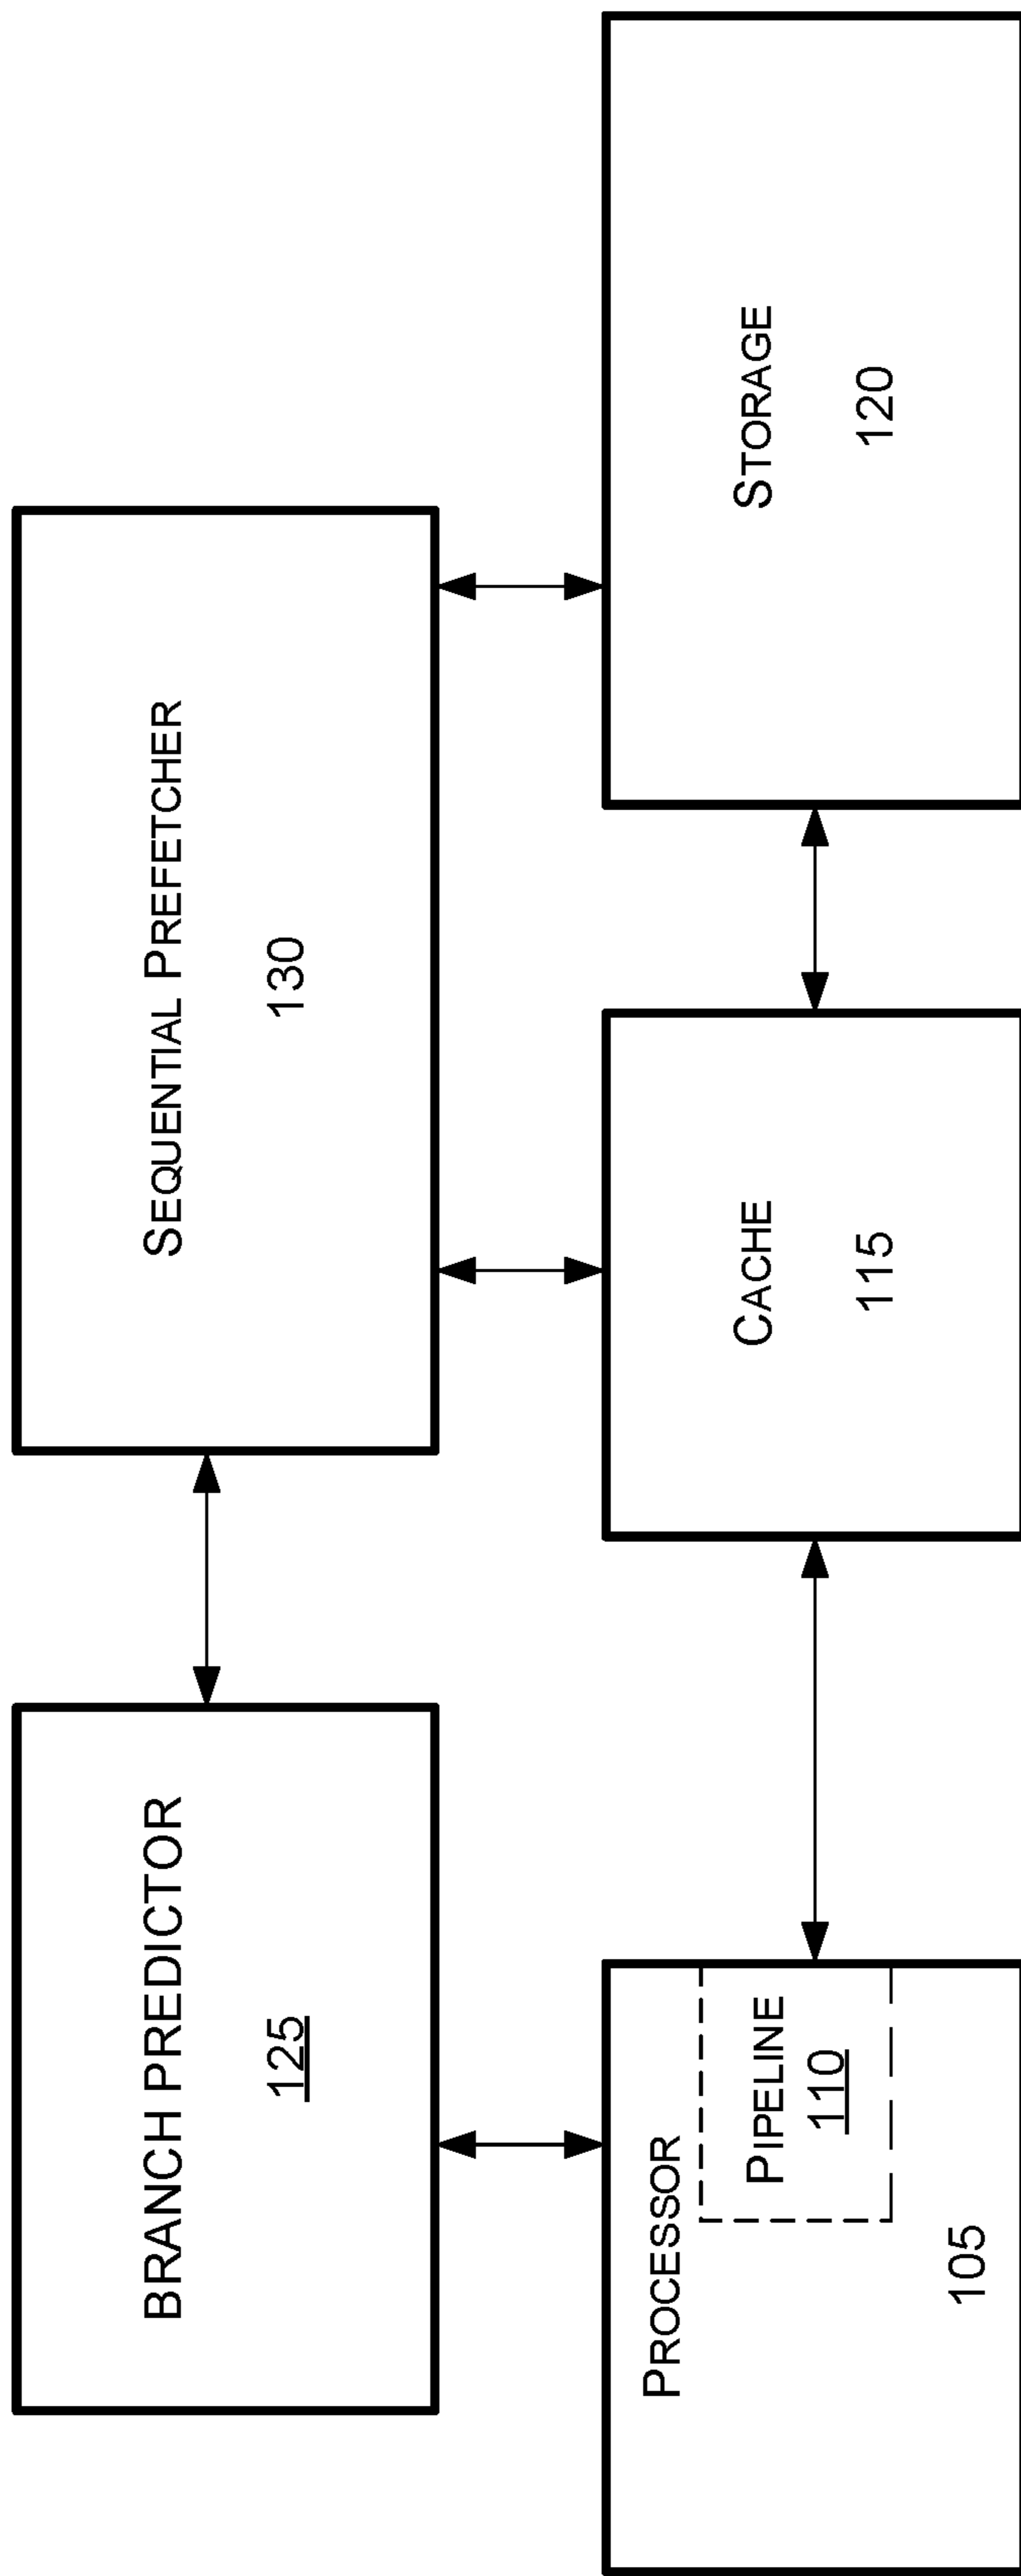 BRANCH PREDICTOR
125
SEQUENTIAL PREFETCHER
130
PROCESSOR
PIPELINE
110
105
CACHE
115
STORAGE
120